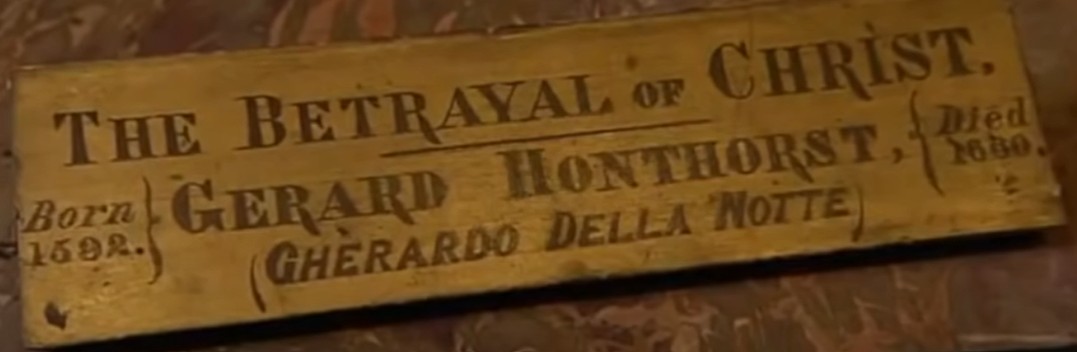 THE BETRAYAL OF CHRIST.
Born 1592. } GERARD HONTHORST, { Died 1680.
(GHERARDO DELLA NOTTE)